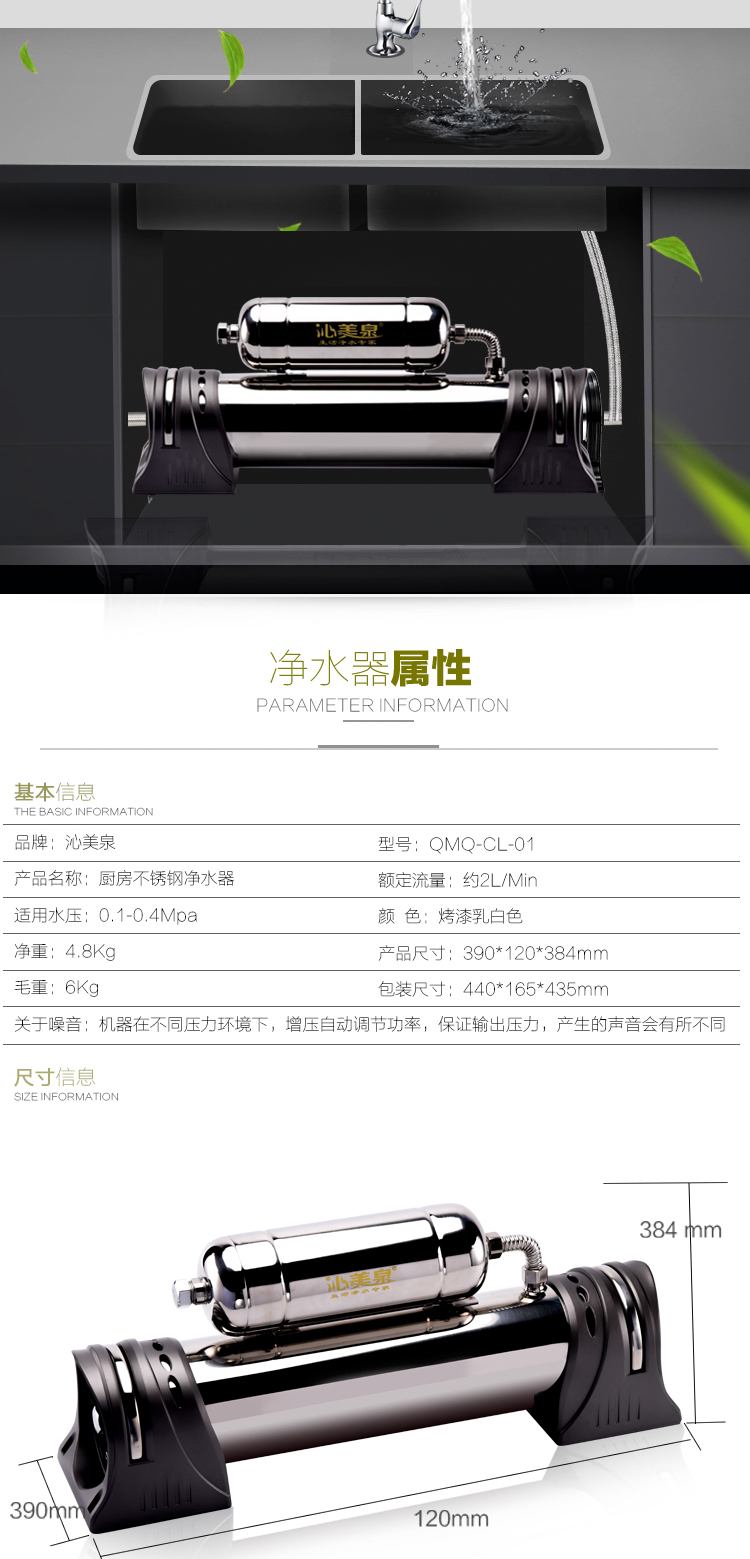 沁美泉®
生活净水专家
净水器属性
PARAMETER INFORMATION
基本信息
THE BASIC INFORMATION
品牌：沁美泉
型号：QMQ-CL-01
产品名称：厨房不锈钢净水器
额定流量：约2L/Min
适用水压：0.1-0.4Mpa
颜 色：烤漆乳白色
净重：4.8Kg
产品尺寸：390*120*384mm
毛重：6Kg
包装尺寸：440*165*435mm
关于噪音：机器在不同压力环境下，增压自动调节功率，保证输出压力，产生的声音会有所不同
尺寸信息
SIZE INFORMATION
384 mm
沁美泉®
生活净水专家
390mm
120mm